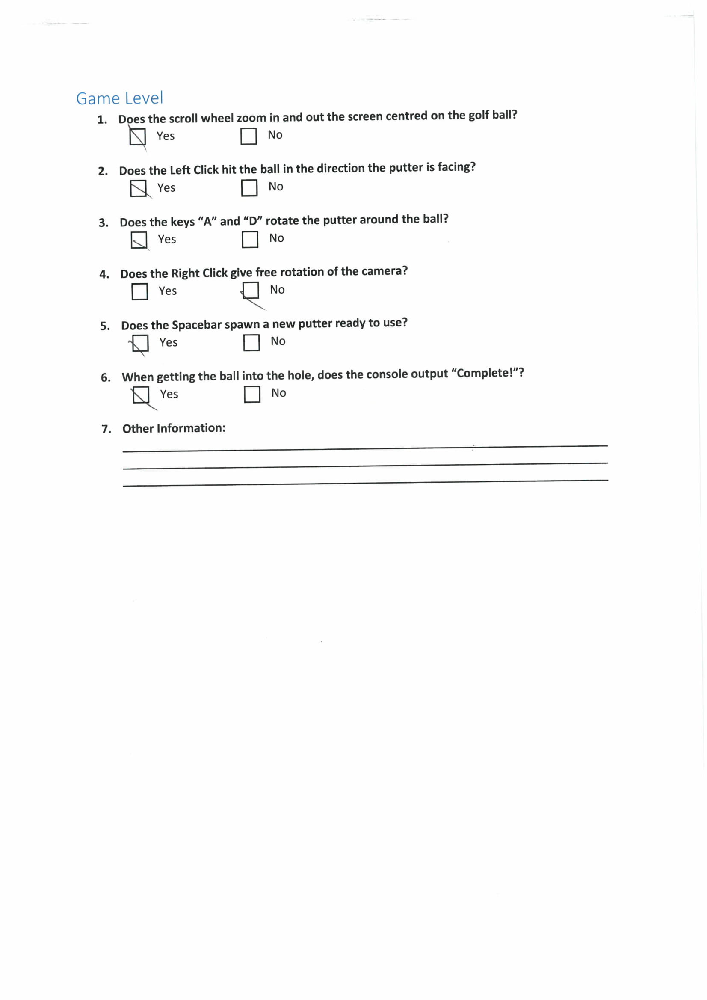 Game Level
1. Does the scroll wheel zoom in and out the screen centred on the golf ball?
Yes No
2. Does the Left Click hit the ball in the direction the putter is facing?
Yes No
3. Does the keys “A” and “D” rotate the putter around the ball?
Yes No
4. Does the Right Click give free rotation of the camera?
Yes No
5. Does the Spacebar spawn a new putter ready to use?
Yes No
6. When getting the ball into the hole, does the console output “Complete!”?
Yes No
7. Other Information: